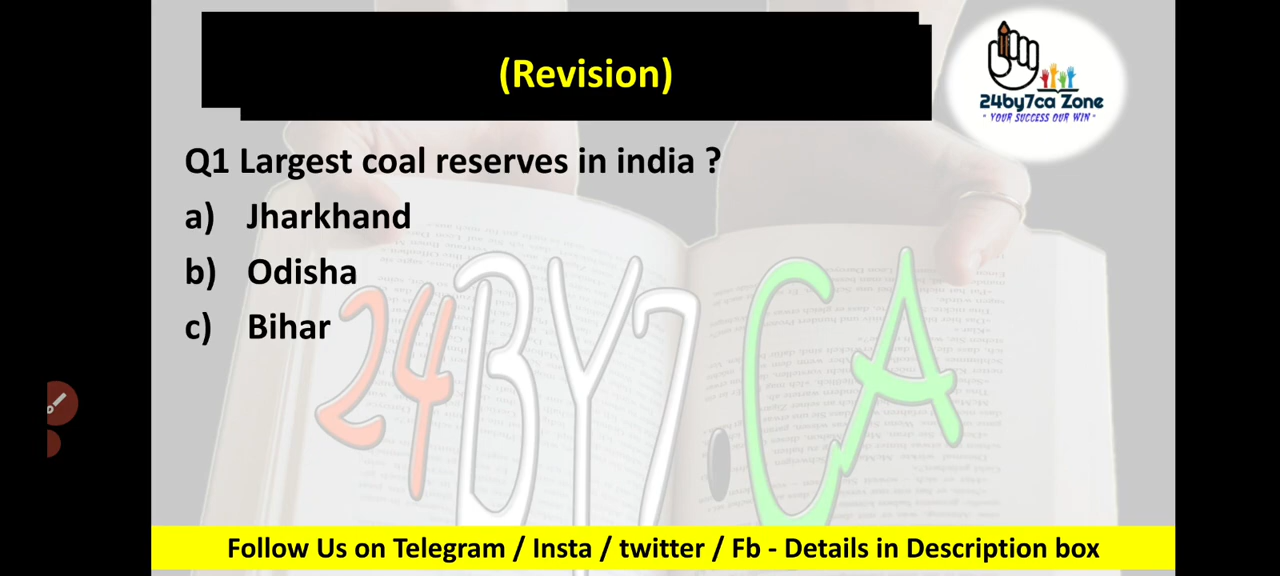 (Revision)
24by7ca Zone
" YOUR SUCCESS OUR WIN "
Q1 Largest coal reserves in india ?
a) Jharkhand
b) Odisha
c) Bihar
24BY7.CA
Follow Us on Telegram / Insta / twitter / Fb - Details in Description box